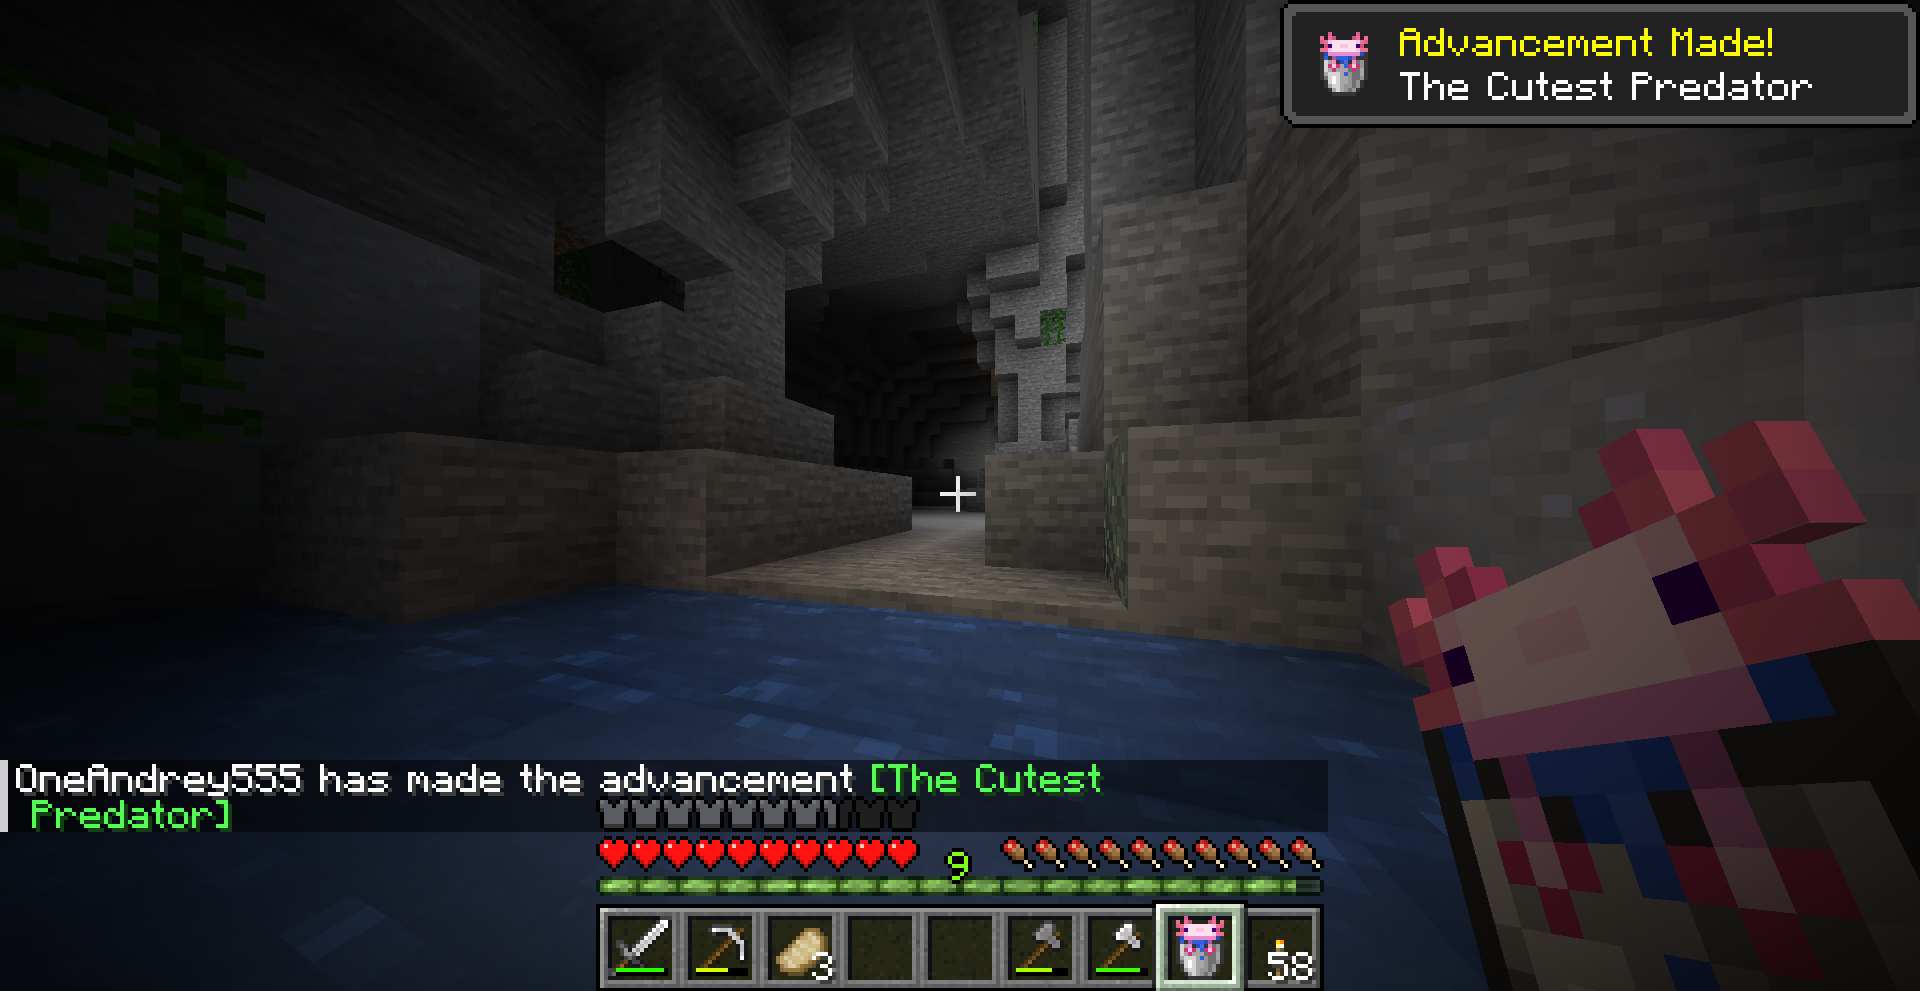 Advancement Made!
The Cutest Predator
OneAndrey555 has made the advancement [The Cutest
Predator]
9
3
58